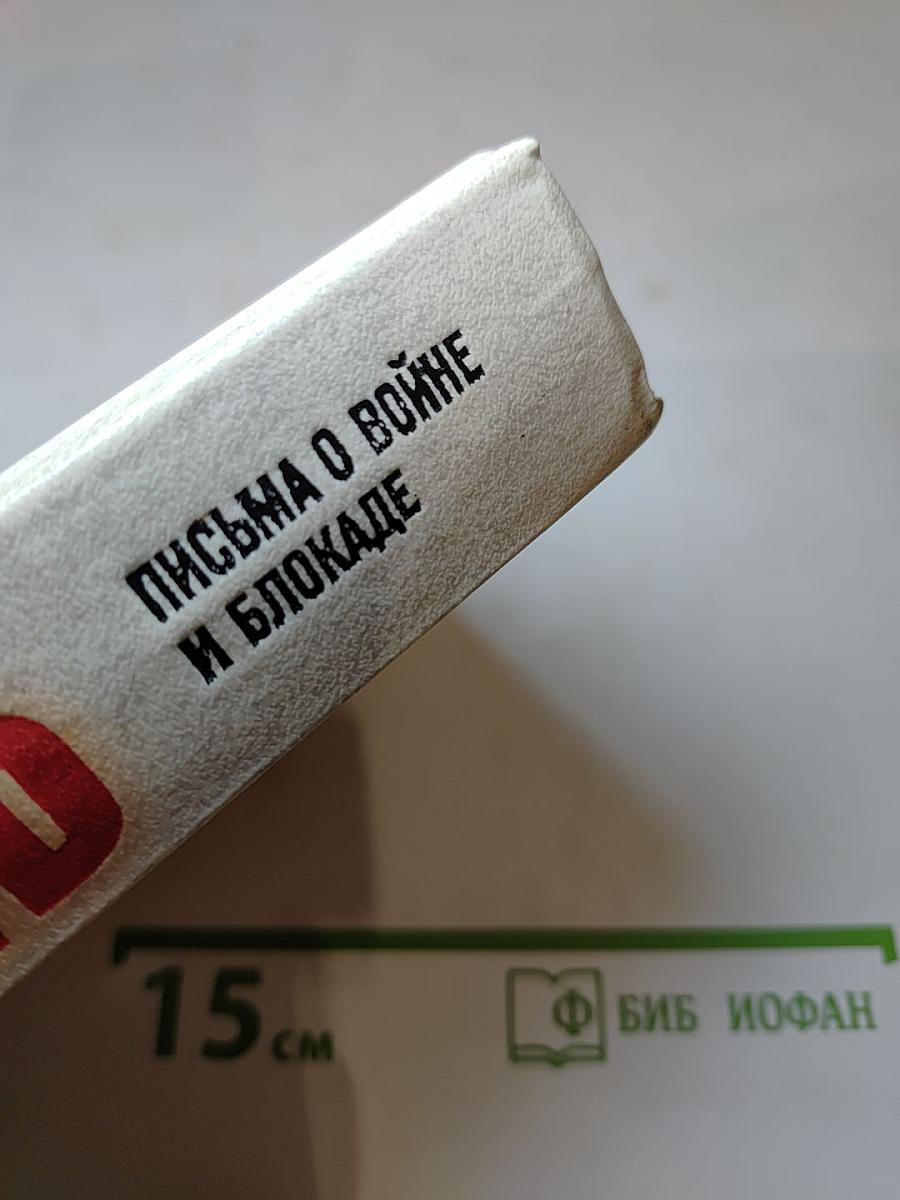 ПИСЬМА О ВОЙНЕ
И БЛОКАДЕ
15 см
Ф БИБ ИОФАН